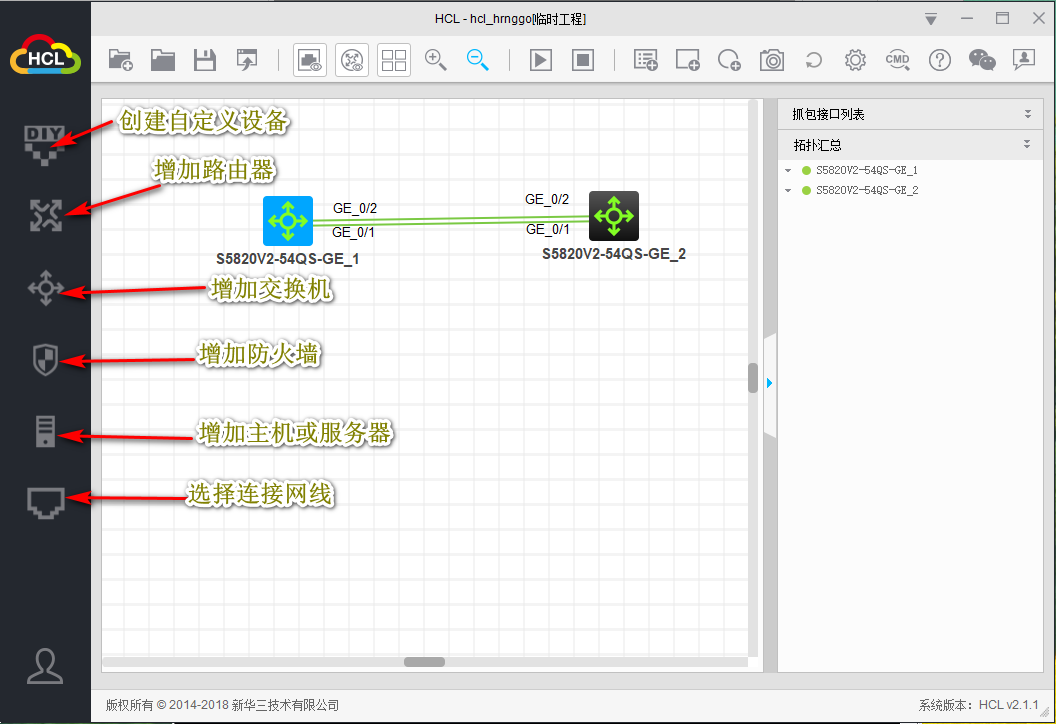 HCL - hcl_hrnggo[临时工程]
HCL
CMD
DIY
创建自定义设备
增加路由器
GE_0/2
GE_0/1
S5820V2-54QS-GE_1
GE_0/2
GE_0/1
S5820V2-54QS-GE_2
增加交换机
增加防火墙
增加主机或服务器
选择连接网线
抓包接口列表
拓扑汇总
S5820V2-54QS-GE_1
S5820V2-54QS-GE_2
版权所有 © 2014-2018 新华三技术有限公司
系统版本: HCL v2.1.1